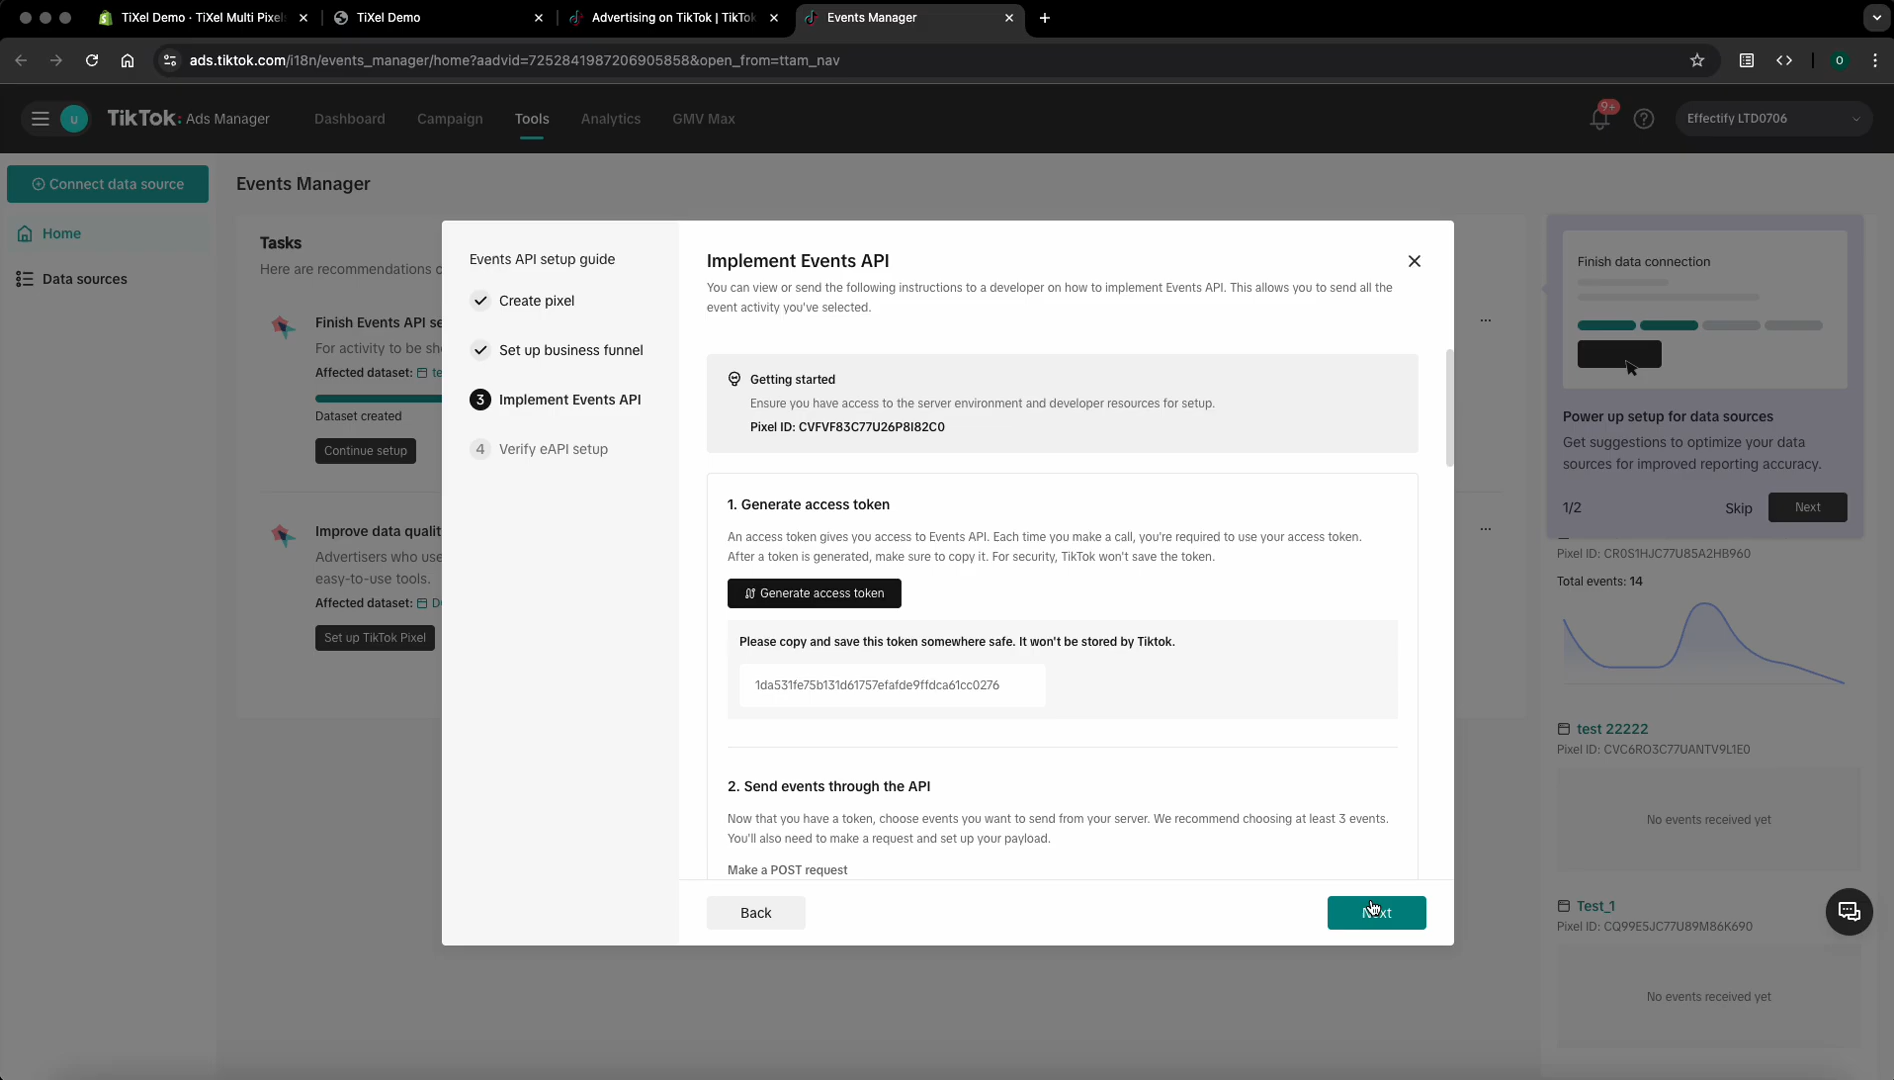 TiXel Demo · TiXel Multi Pixels
TiXel Demo
Advertising on TikTok | TikTok
Events Manager
ads.tiktok.com/i18n/events_manager/home?aadvid=7252841987206905858&open_from=ttam_nav
O
u
TikTok: Ads Manager
Dashboard
Campaign
Tools
Analytics
GMV Max
9+
Effectify LTD0706
Connect data source
Home
Data sources
Events Manager
Tasks
Here are recommendations
Finish Events API se
For activity to be sh
Affected dataset: te
Dataset created
Continue setup
Improve data qualit
Advertisers who use
easy-to-use tools.
Affected dataset:
Set up TikTok Pixel
Events API setup guide
Create pixel
Set up business funnel
3 Implement Events API
4 Verify eAPI setup
Implement Events API
You can view or send the following instructions to a developer on how to implement Events API. This allows you to send all the
event activity you've selected.
Getting started
Ensure you have access to the server environment and developer resources for setup.
Pixel ID: CVFVF83C77U26P8I82C0
1. Generate access token
An access token gives you access to Events API. Each time you make a call, you're required to use your access token.
After a token is generated, make sure to copy it. For security, TikTok won't save the token.
Generate access token
Please copy and save this token somewhere safe. It won't be stored by Tiktok.
1da531fe75b131d61757efafde9ffdca61cc0276
2. Send events through the API
Now that you have a token, choose events you want to send from your server. We recommend choosing at least 3 events.
You'll also need to make a request and set up your payload.
Make a POST request
Back
Next
Finish data connection
Power up setup for data sources
Get suggestions to optimize your data
sources for improved reporting accuracy.
1/2
Skip
Next
Pixel ID: CR0S1HJC77U85A2HB960
Total events: 14
test 22222
Pixel ID: CVC6RO3C77UANTV9L1E0
No events received yet
Test_1
Pixel ID: CQ99E5JC77U89M86K690
No events received yet